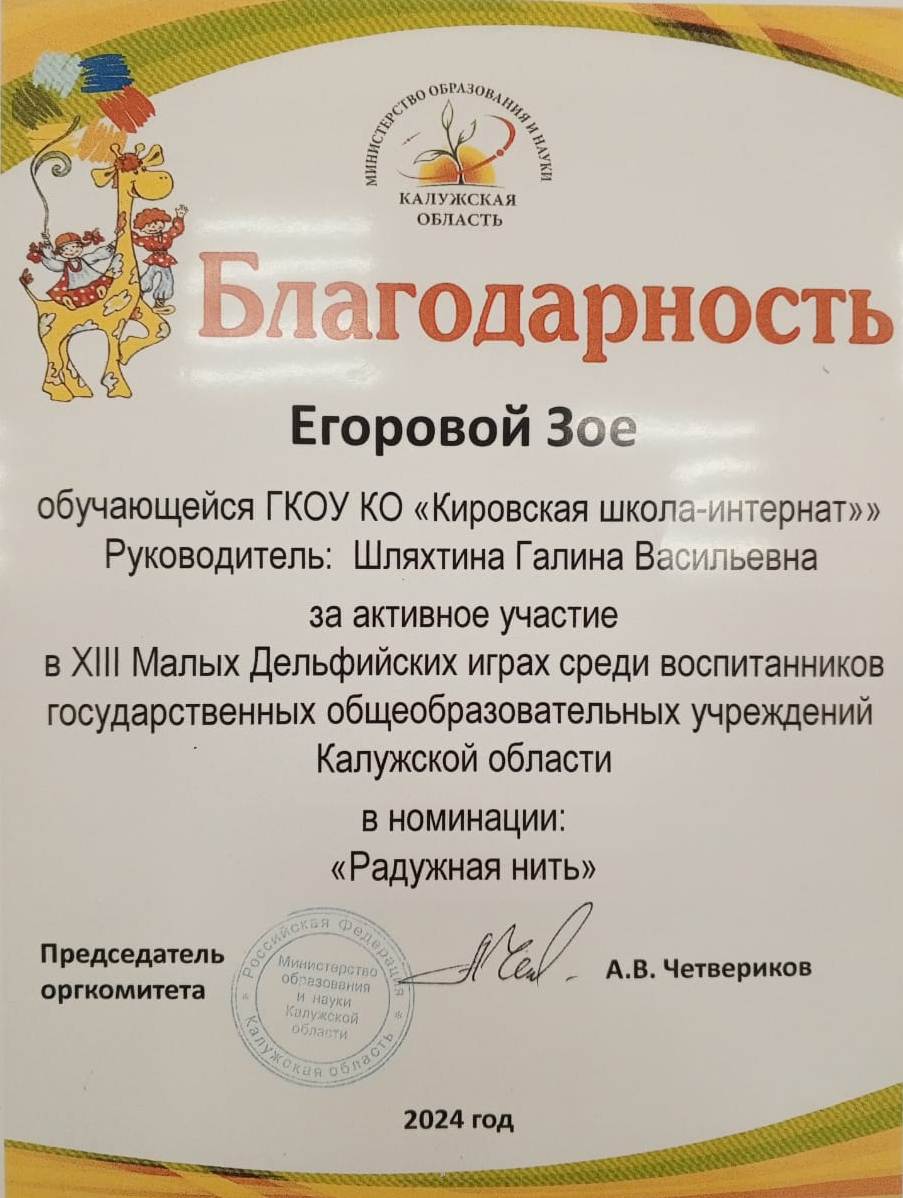 МИНИСТЕРСТВО ОБРАЗОВАНИЯ И НАУКИ
КАЛУЖСКАЯ
ОБЛАСТЬ
Благодарность
Егоровой Зое
обучающейся ГКОУ КО «Кировская школа-интернат»»
Руководитель: Шляхтина Галина Васильевна
за активное участие
в XIII Малых Дельфийских играх среди воспитанников
государственных общеобразовательных учреждений
Калужской области
в номинации:
«Радужная нить»
Председатель
оргкомитета
Российская Федерация
Министерство
образования
и науки
Калужской
области
* Калужская область *
А.В. Четвериков
2024 год